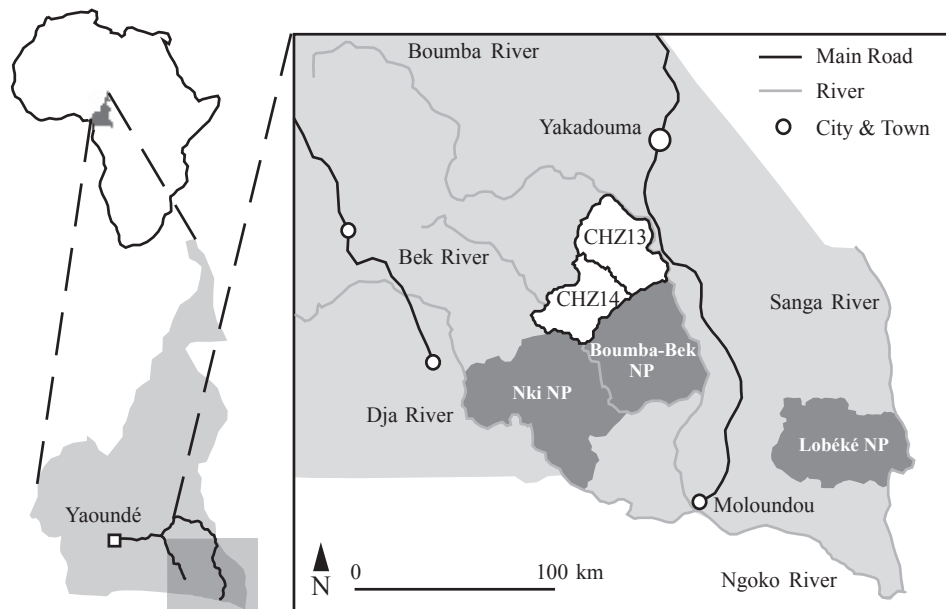 Boumba River
Main Road
River
City & Town
Yakadouma
CHZ13
Bek River
CHZ14
Sanga River
Boumba-Bek
NP
Nki NP
Dja River
Lobéké NP
Yaoundé
Moloundou
N
0
100 km
Ngoko River